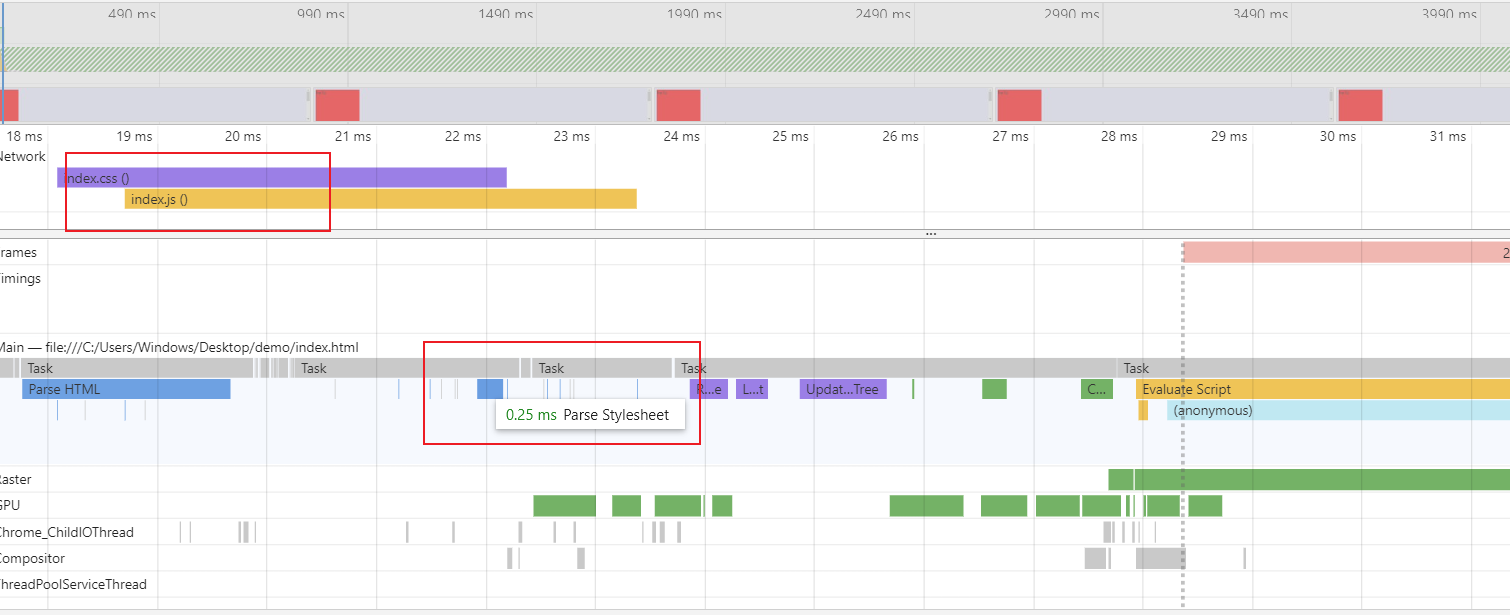 490 ms 990 ms 1490 ms 1990 ms 2490 ms 2990 ms 3490 ms 3990 ms
18 ms 19 ms 20 ms 21 ms 22 ms 23 ms 24 ms 25 ms 26 ms 27 ms 28 ms 29 ms 30 ms 31 ms
Network
index.css ()
index.js ()
...
rames 2
imings
Main — file:///C:/Users/Windows/Desktop/demo/index.html
Task Task Task Task Task
Parse HTML R...e L...t Updat...Tree C... Evaluate Script
0.25 ms Parse Stylesheet (anonymous)
Raster
GPU
Chrome_ChildIOThread
Compositor
ThreadPoolServiceThread